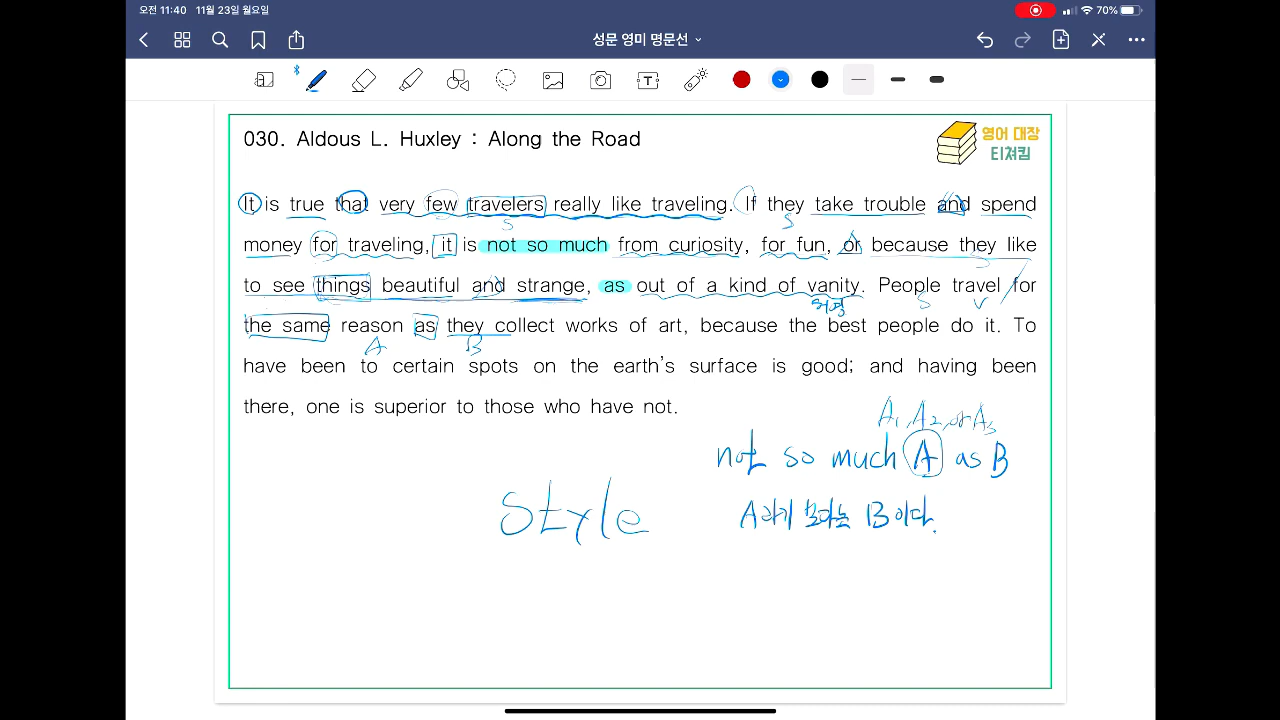 오전 11:40 11월 23일 월요일
70%
성문 영미 명문선
030. Aldous L. Huxley : Along the Road
영어 대장
티쳐킴
It is true that very few travelers really like traveling. If they take trouble and spend
S
S
money for traveling, it is not so much from curiosity, for fun, or because they like
S
to see things beautiful and strange, as out of a kind of vanity. People travel for
허영
S
V
the same reason as they collect works of art, because the best people do it. To
A
B
have been to certain spots on the earth's surface is good; and having been
there, one is superior to those who have not.
A1, A2, or A3
not so much A as B
Style
A라기 보다는 B이다.